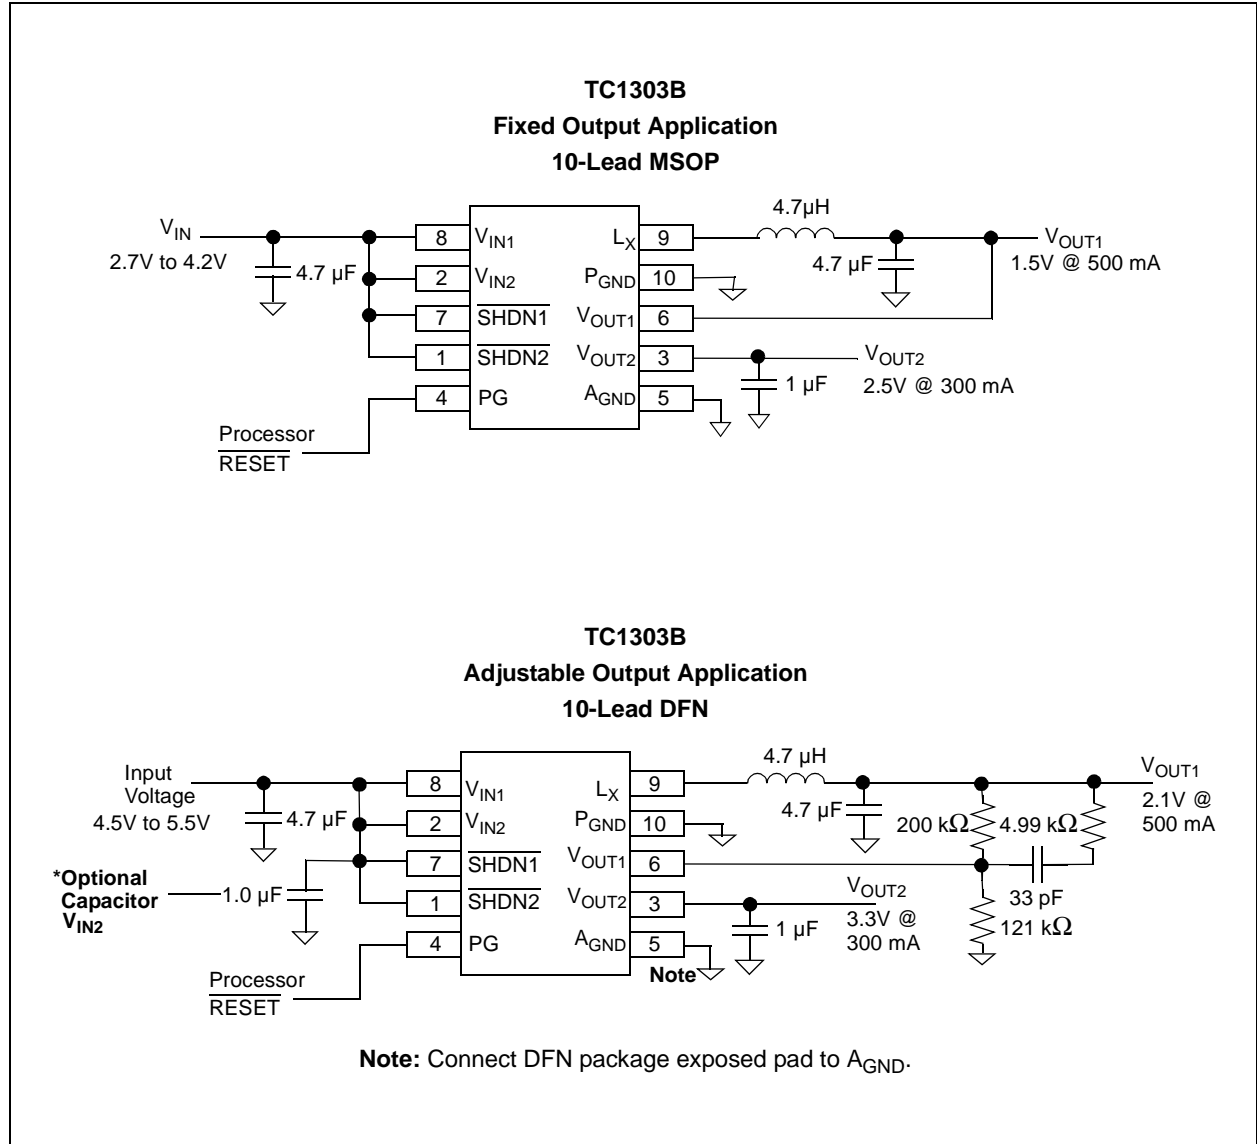 TC1303B
Fixed Output Application
10-Lead MSOP
VIN
2.7V to 4.2V
4.7 µF
8 VIN1
2 VIN2
7 SHDN1
1 SHDN2
4 PG
Processor
RESET
LX 9
PGND 10
VOUT1 6
VOUT2 3
AGND 5
4.7µH
4.7 µF
VOUT1
1.5V @ 500 mA
1 µF
VOUT2
2.5V @ 300 mA
TC1303B
Adjustable Output Application
10-Lead DFN
Input
Voltage
4.5V to 5.5V
4.7 µF
*Optional
Capacitor
VIN2
1.0 µF
8 VIN1
2 VIN2
7 SHDN1
1 SHDN2
4 PG
Processor
RESET
LX 9
PGND 10
VOUT1 6
VOUT2 3
AGND 5
Note
4.7 µH
4.7 µF
200 kΩ
4.99 kΩ
33 pF
121 kΩ
VOUT1
2.1V @
500 mA
1 µF
VOUT2
3.3V @
300 mA
Note: Connect DFN package exposed pad to AGND.